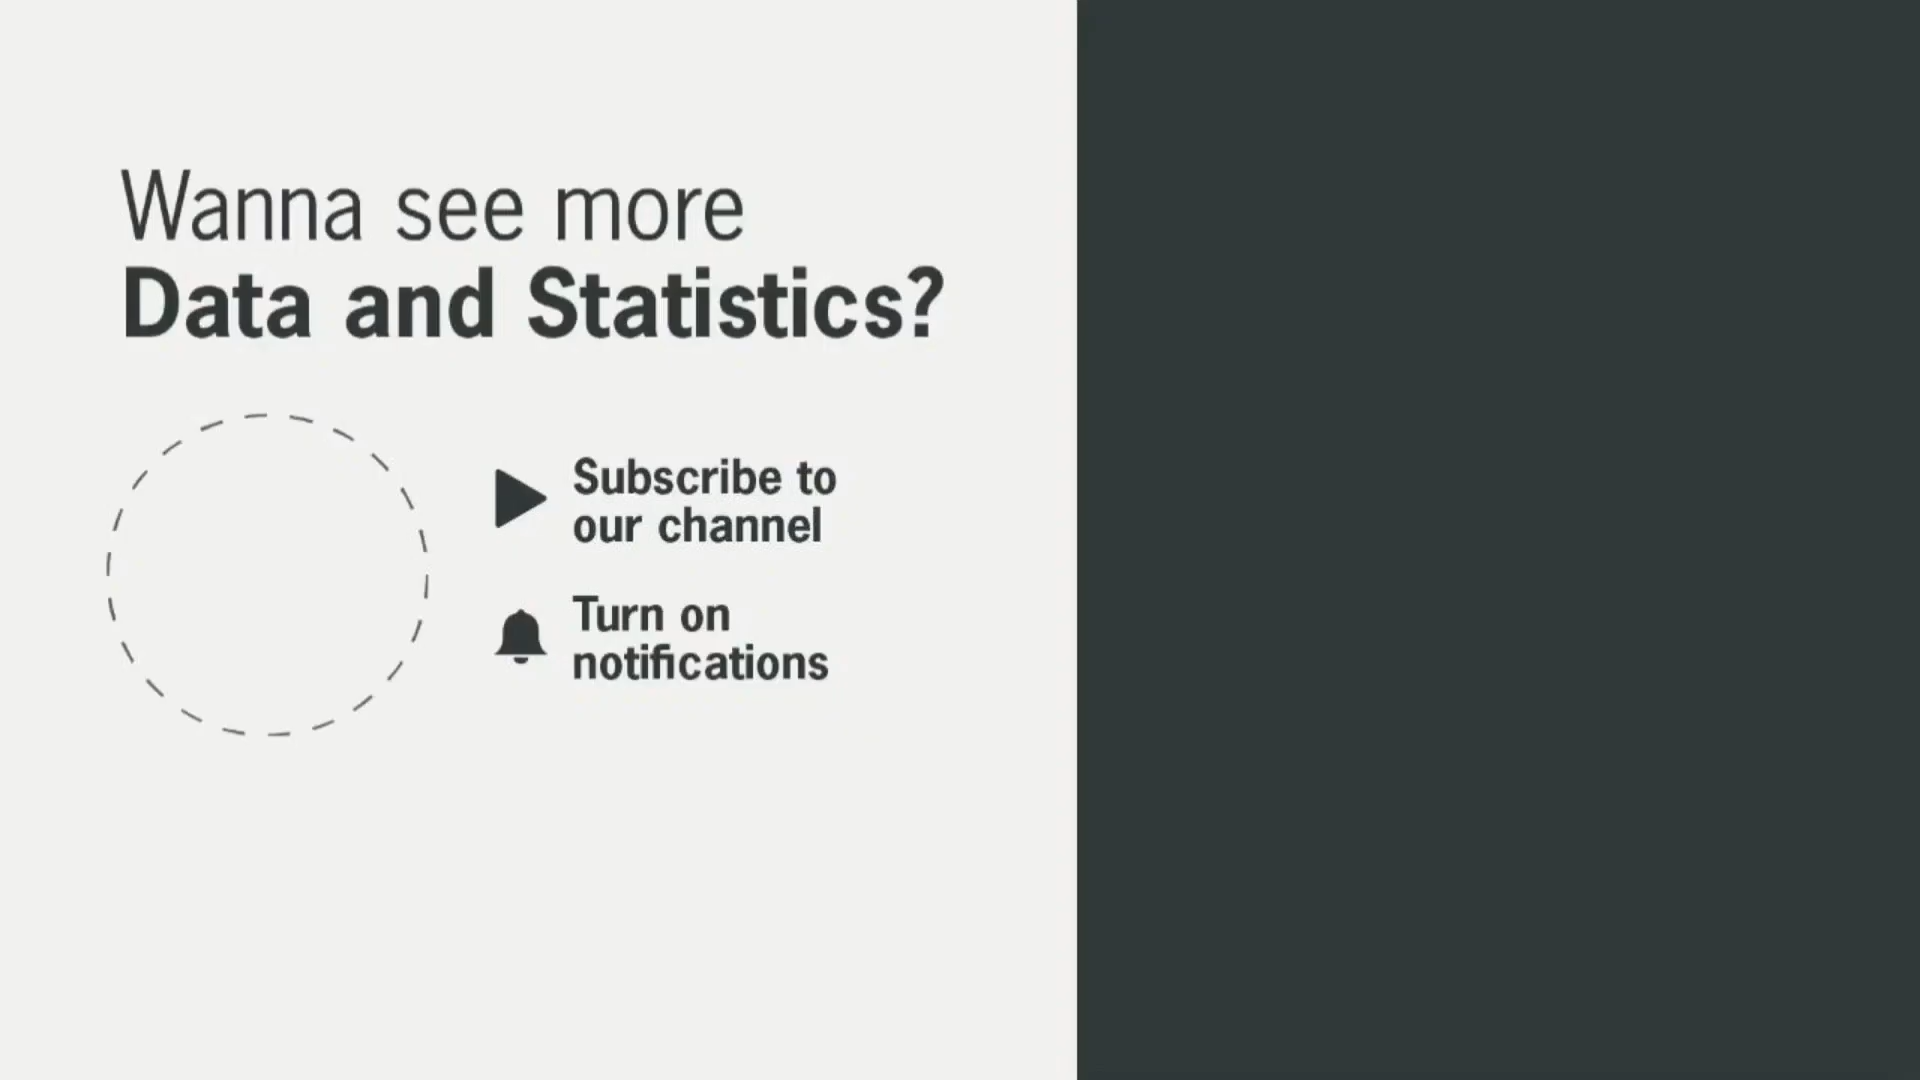 Wanna see more
Data and Statistics?
Subscribe to
our channel
Turn on
notifications